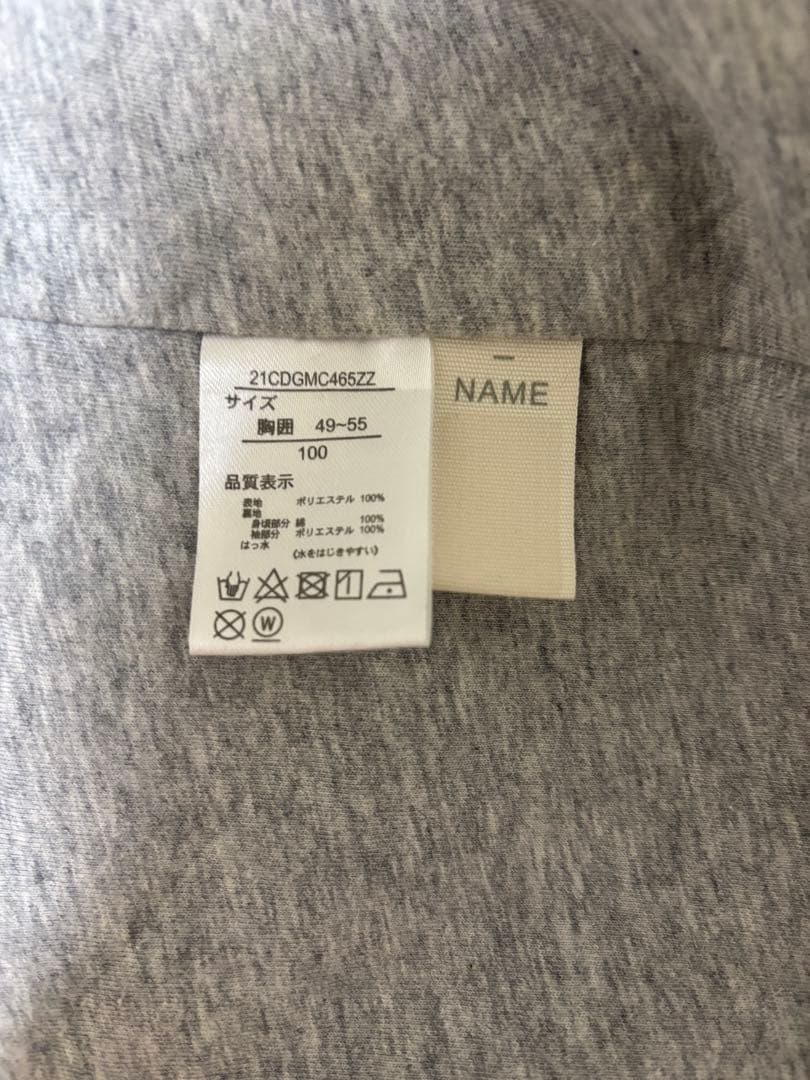 21CDGMC465ZZ
サイズ
胸囲 49~55
100
品質表示
表地 ポリエステル 100%
裏地
身頃部分 綿 100%
袖部分 ポリエステル 100%
はっ水 (水をはじきやすい)
W
NAME